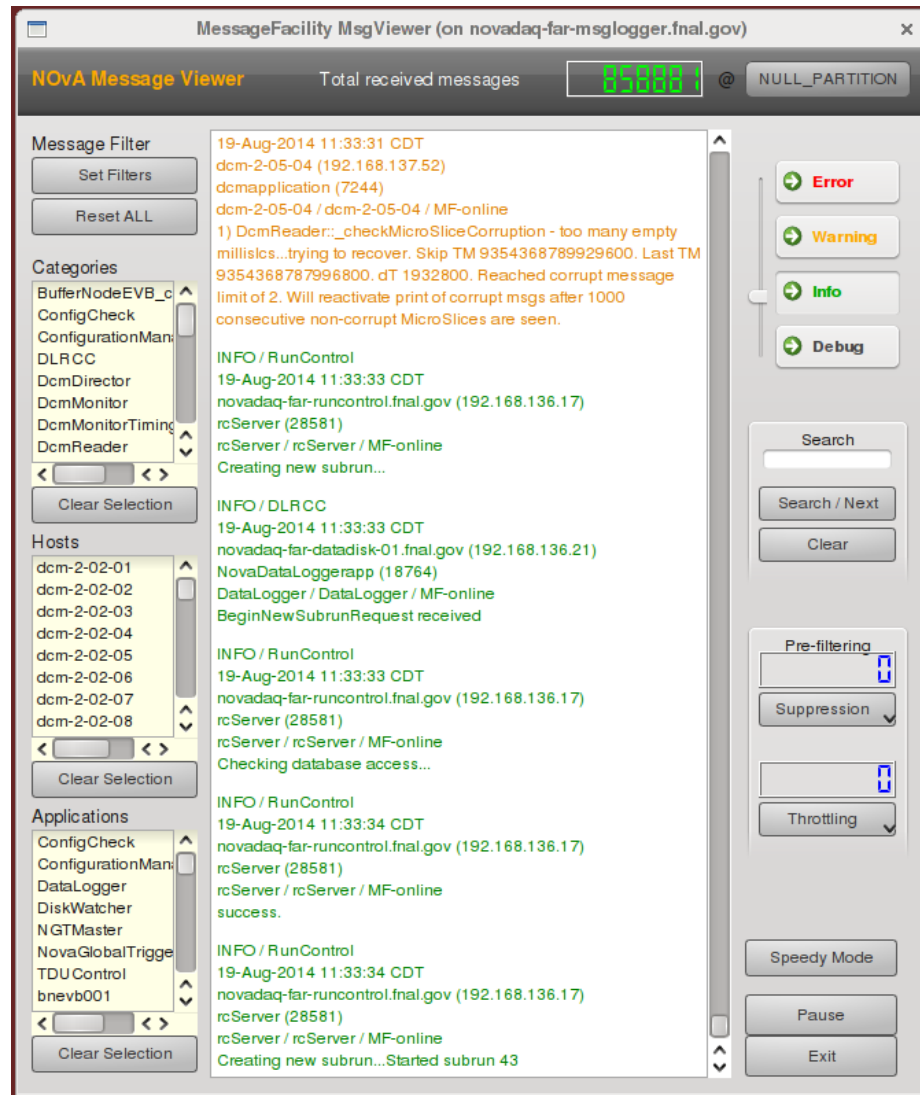 MessageFacility MsgViewer (on novadaq-far-msglogger.fnal.gov)
NOvA Message Viewer
Total received messages
858881
@
NULL_PARTITION
Message Filter
Set Filters
Reset ALL
Categories
BufferNodeEVB_c
ConfigCheck
ConfigurationMana
DLRCC
DcmDirector
DcmMonitor
DcmMonitorTiming
DcmReader
Clear Selection
Hosts
dcm-2-02-01
dcm-2-02-02
dcm-2-02-03
dcm-2-02-04
dcm-2-02-05
dcm-2-02-06
dcm-2-02-07
dcm-2-02-08
Clear Selection
Applications
ConfigCheck
ConfigurationMana
DataLogger
DiskWatcher
NGTMaster
NovaGlobalTrigge
TDUControl
bnevb001
Clear Selection
19-Aug-2014 11:33:31 CDT
dcm-2-05-04 (192.168.137.52)
dcmapplication (7244)
dcm-2-05-04 / dcm-2-05-04 / MF-online
1) DcmReader::_checkMicroSliceCorruption - too many empty
millislcs...trying to recover. Skip TM 9354368789929600. Last TM
9354368787996800. dT 1932800. Reached corrupt message
limit of 2. Will reactivate print of corrupt msgs after 1000
consecutive non-corrupt MicroSlices are seen.
INFO / RunControl
19-Aug-2014 11:33:33 CDT
novadaq-far-runcontrol.fnal.gov (192.168.136.17)
rcServer (28581)
rcServer / rcServer / MF-online
Creating new subrun...
INFO / DLRCC
19-Aug-2014 11:33:33 CDT
novadaq-far-datadisk-01.fnal.gov (192.168.136.21)
NovaDataLoggerapp (18764)
DataLogger / DataLogger / MF-online
BeginNewSubrunRequest received
INFO / RunControl
19-Aug-2014 11:33:33 CDT
novadaq-far-runcontrol.fnal.gov (192.168.136.17)
rcServer (28581)
rcServer / rcServer / MF-online
Checking database access...
INFO / RunControl
19-Aug-2014 11:33:34 CDT
novadaq-far-runcontrol.fnal.gov (192.168.136.17)
rcServer (28581)
rcServer / rcServer / MF-online
success.
INFO / RunControl
19-Aug-2014 11:33:34 CDT
novadaq-far-runcontrol.fnal.gov (192.168.136.17)
rcServer (28581)
rcServer / rcServer / MF-online
Creating new subrun...Started subrun 43
Error
Warning
Info
Debug
Search
Search / Next
Clear
Pre-filtering
0
Suppression
0
Throttling
Speedy Mode
Pause
Exit